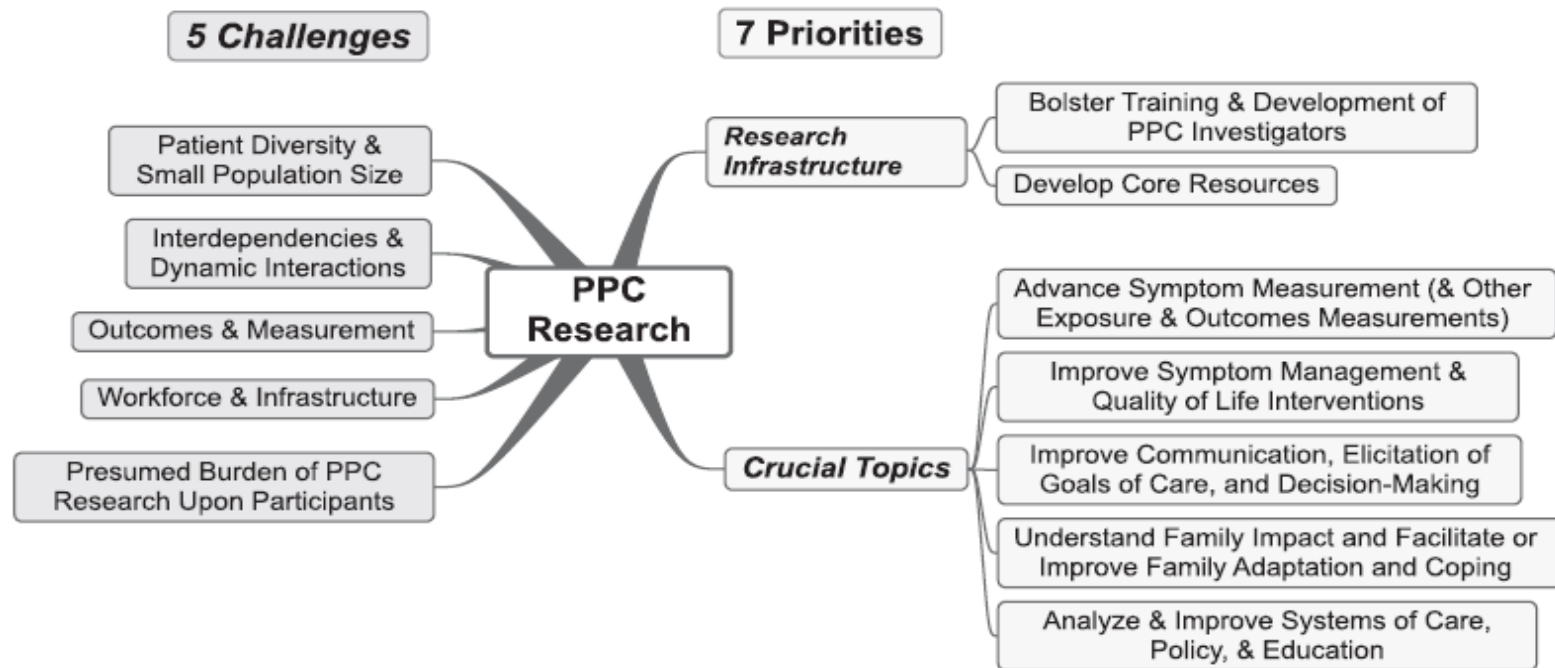 5 Challenges
7 Priorities
Patient Diversity &
Small Population Size
Interdependencies &
Dynamic Interactions
Outcomes & Measurement
Workforce & Infrastructure
Presumed Burden of PPC
Research Upon Participants
PPC
Research
Research
Infrastructure
Bolster Training & Development of
PPC Investigators
Develop Core Resources
Crucial Topics
Advance Symptom Measurement (& Other
Exposure & Outcomes Measurements)
Improve Symptom Management &
Quality of Life Interventions
Improve Communication, Elicitation of
Goals of Care, and Decision-Making
Understand Family Impact and Facilitate or
Improve Family Adaptation and Coping
Analyze & Improve Systems of Care,
Policy, & Education